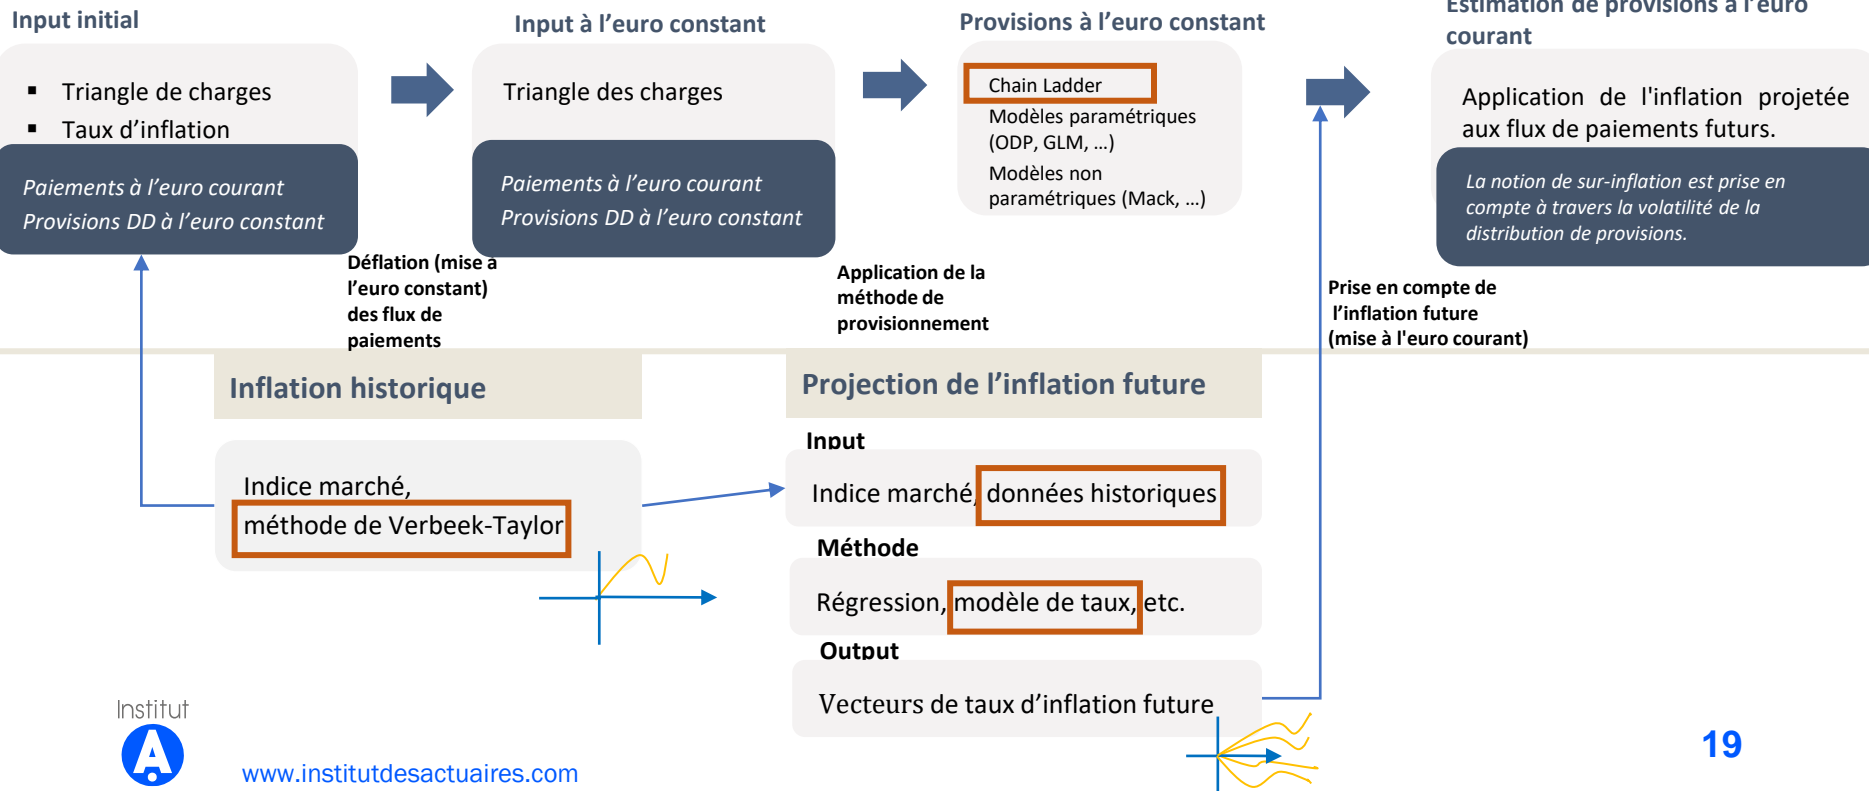 Input initial
Input à l'euro constant
Provisions à l'euro constant
Estimation de provisions à l'euro
courant
▪ Triangle de charges
▪ Taux d'inflation
Paiements à l'euro courant
Provisions DD à l'euro constant
Triangle des charges
Paiements à l'euro courant
Provisions DD à l'euro constant
Chain Ladder
Modèles paramétriques
(ODP, GLM, ...)
Modèles non
paramétriques (Mack, ...)
Application de l'inflation projetée
aux flux de paiements futurs.
La notion de sur-inflation est prise en
compte à travers la volatilité de la
distribution de provisions.
Déflation (mise à
l'euro constant)
des flux de
paiements
Application de la
méthode de
provisionnement
Prise en compte de
l'inflation future
(mise à l'euro courant)
Inflation historique
Indice marché,
méthode de Verbeek-Taylor
Projection de l'inflation future
Input
Indice marché, données historiques
Méthode
Régression, modèle de taux, etc.
Output
Vecteurs de taux d'inflation future
Institut
A
www.institutdesactuaires.com
19